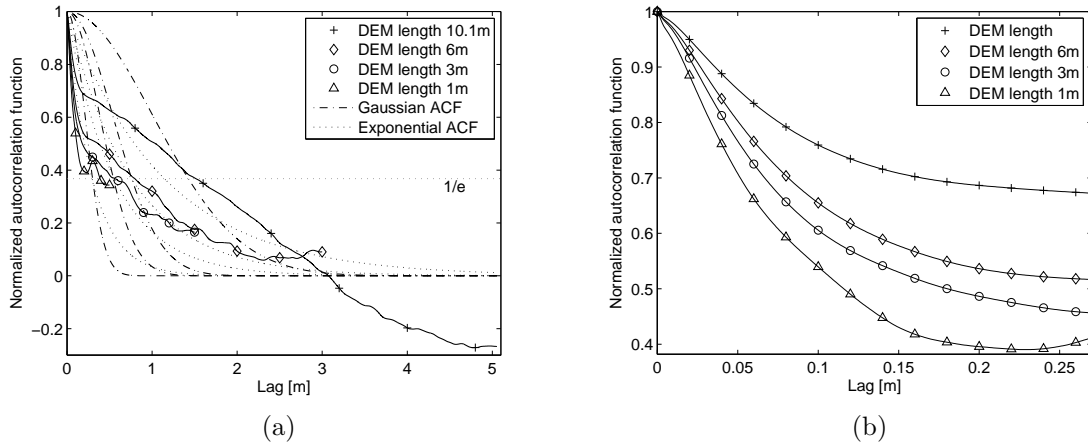 1
0.8
0.6
0.4
0.2
0
−0.2
Normalized autocorrelation function
0 1 2 3 4 5
Lag [m]
DEM length 10.1m
DEM length 6m
DEM length 3m
DEM length 1m
Gaussian ACF
Exponential ACF
1/e
(a)
1
0.9
0.8
0.7
0.6
0.5
0.4
Normalized autocorrelation function
0 0.05 0.1 0.15 0.2 0.25
Lag [m]
DEM length
DEM length 6m
DEM length 3m
DEM length 1m
(b)